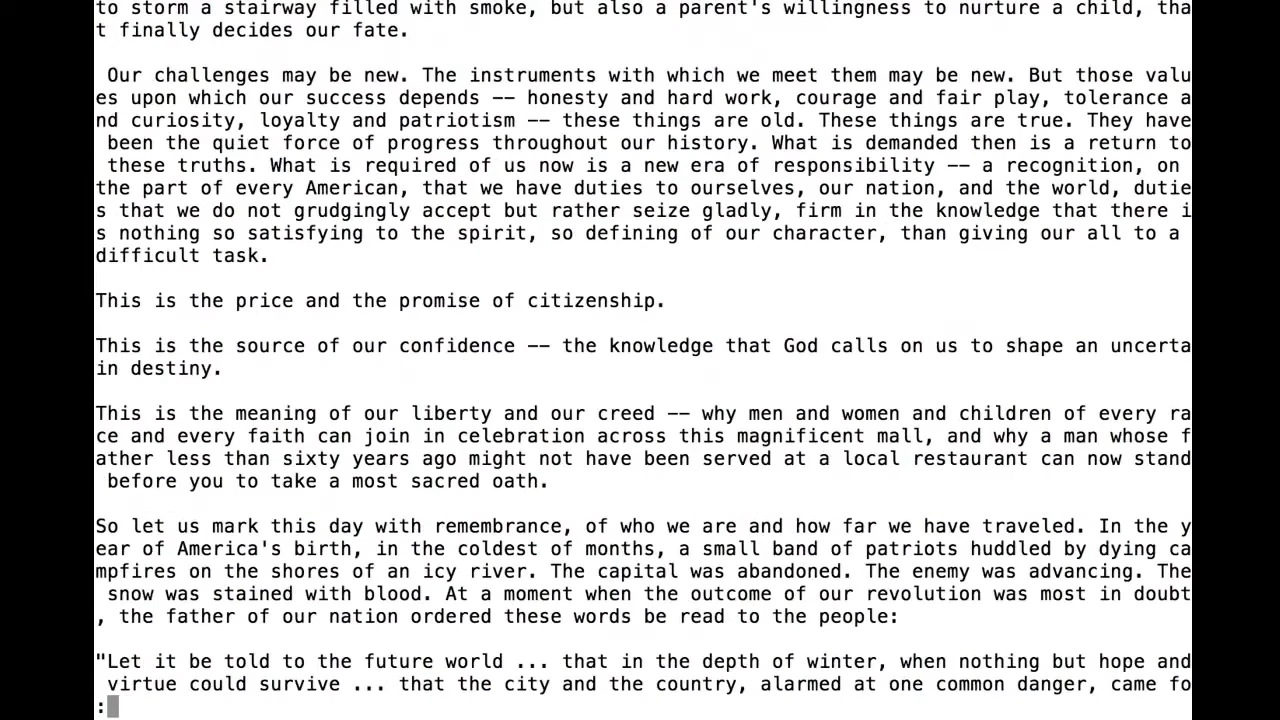 to storm a stairway filled with smoke, but also a parent's willingness to nurture a child, tha
t finally decides our fate.

 Our challenges may be new. The instruments with which we meet them may be new. But those valu
es upon which our success depends -- honesty and hard work, courage and fair play, tolerance a
nd curiosity, loyalty and patriotism -- these things are old. These things are true. They have
 been the quiet force of progress throughout our history. What is demanded then is a return to
 these truths. What is required of us now is a new era of responsibility -- a recognition, on
the part of every American, that we have duties to ourselves, our nation, and the world, dutie
s that we do not grudgingly accept but rather seize gladly, firm in the knowledge that there i
s nothing so satisfying to the spirit, so defining of our character, than giving our all to a
difficult task.

This is the price and the promise of citizenship.

This is the source of our confidence -- the knowledge that God calls on us to shape an uncerta
in destiny.

This is the meaning of our liberty and our creed -- why men and women and children of every ra
ce and every faith can join in celebration across this magnificent mall, and why a man whose f
ather less than sixty years ago might not have been served at a local restaurant can now stand
 before you to take a most sacred oath.

So let us mark this day with remembrance, of who we are and how far we have traveled. In the y
ear of America's birth, in the coldest of months, a small band of patriots huddled by dying ca
mpfires on the shores of an icy river. The capital was abandoned. The enemy was advancing. The
 snow was stained with blood. At a moment when the outcome of our revolution was most in doubt
, the father of our nation ordered these words be read to the people:

"Let it be told to the future world ... that in the depth of winter, when nothing but hope and
 virtue could survive ... that the city and the country, alarmed at one common danger, came fo
: